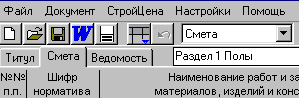 Файл Документ СтройЦена Настройки Помощь
W Смета
Титул Смета Ведомость Раздел 1 Полы
№№ Шифр Наименование работ и за
п.п. норматива материалов, изделий и конс